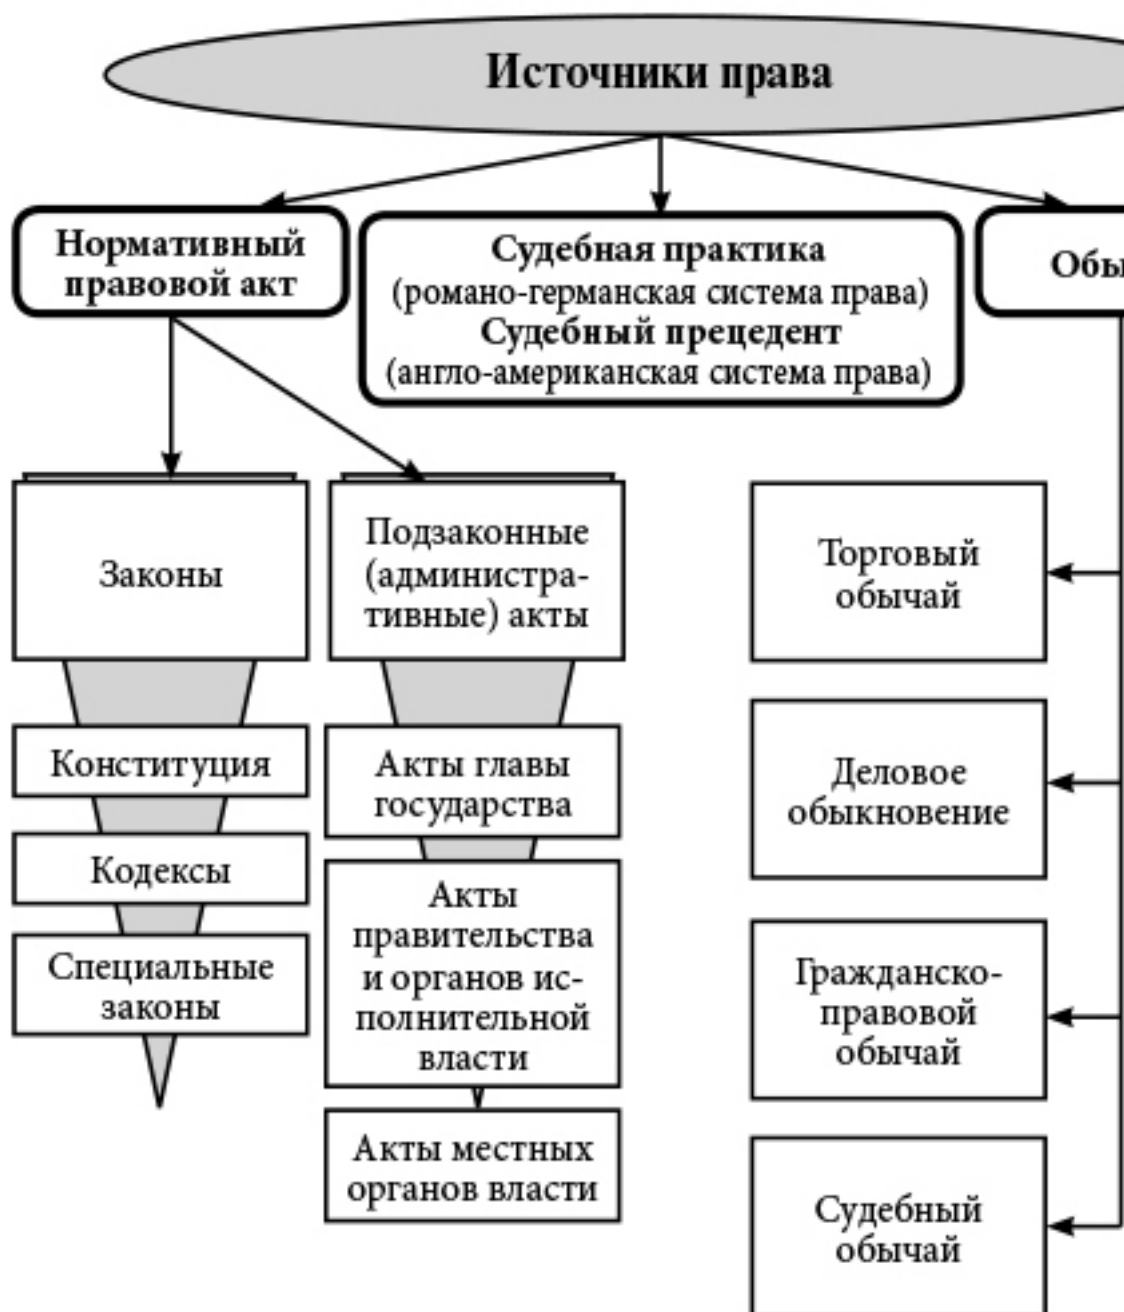 Источники права
Нормативный
правовой акт
Судебная практика
(романо-германская система права)
Судебный прецедент
(англо-американская система права)
Законы
Подзаконные
(администра-
тивные) акты
Конституция
Кодексы
Специальные
законы
Акты главы
государства
Акты
правительства
и органов ис-
полнительной
власти
Акты местных
органов власти
Торговый
обычай
Деловое
обыкновение
Гражданско-
правовой
обычай
Судебный
обычай